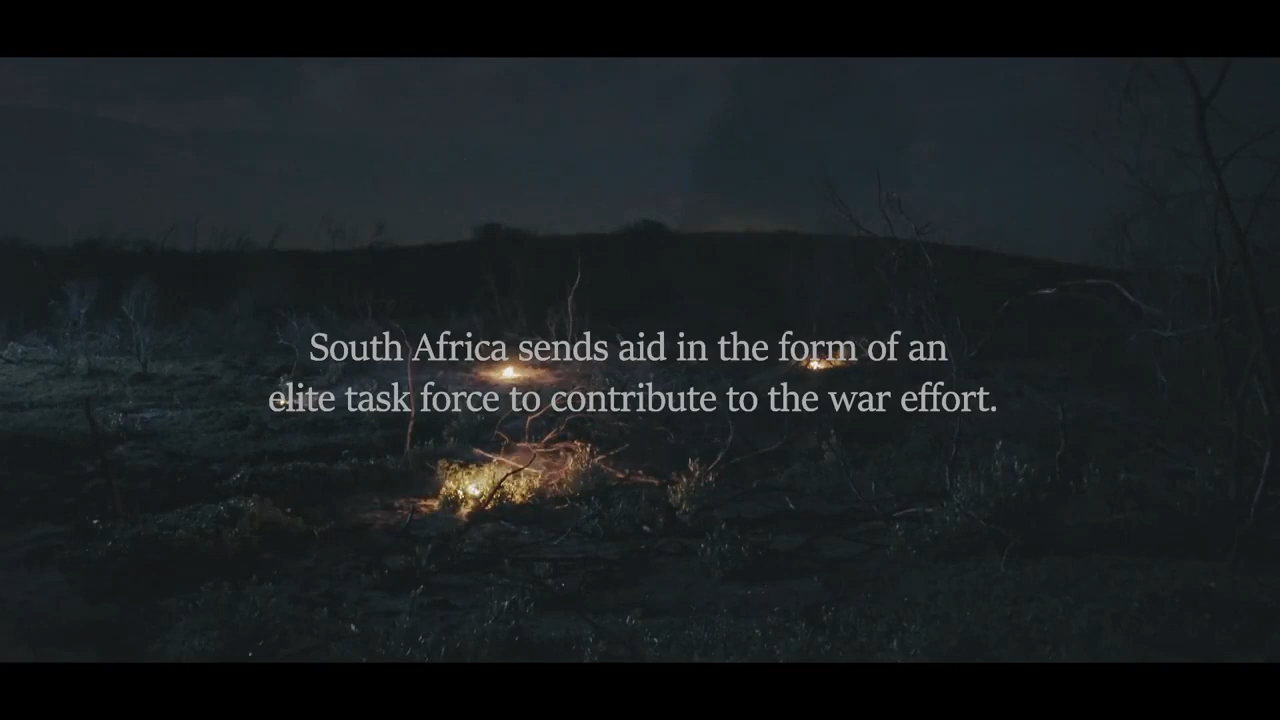 South Africa sends aid in the form of an
elite task force to contribute to the war effort.